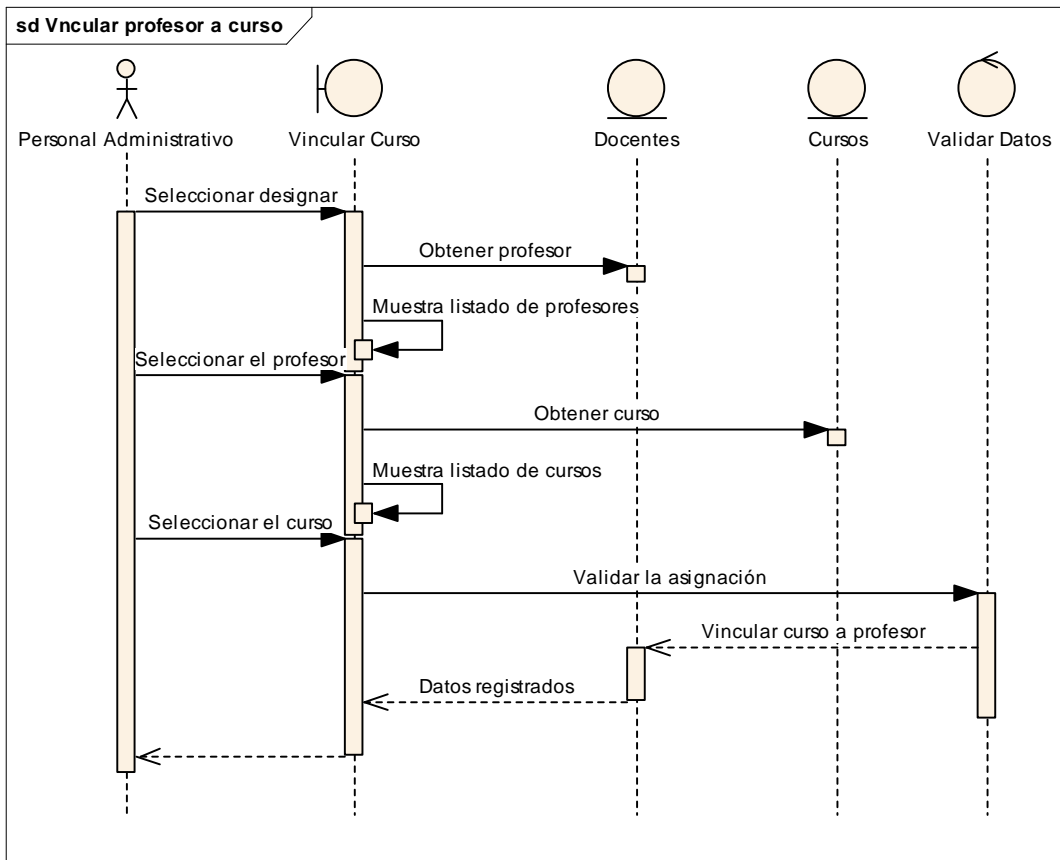 sd Vncular profesor a curso
Personal Administrativo
Vincular Curso
Docentes
Cursos
Validar Datos
Seleccionar designar
Obtener profesor
Muestra listado de profesores
Seleccionar el profesor
Obtener curso
Muestra listado de cursos
Seleccionar el curso
Validar la asignación
Vincular curso a profesor
Datos registrados